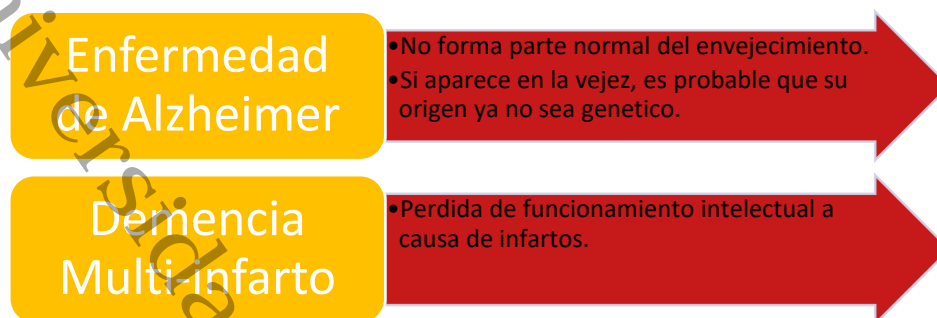 Enfermedad
de Alzheimer
•No forma parte normal del envejecimiento.
•Si aparece en la vejez, es probable que su
origen ya no sea genetico.
Demencia
Multi-infarto
•Perdida de funcionamiento intelectual a
causa de infartos.